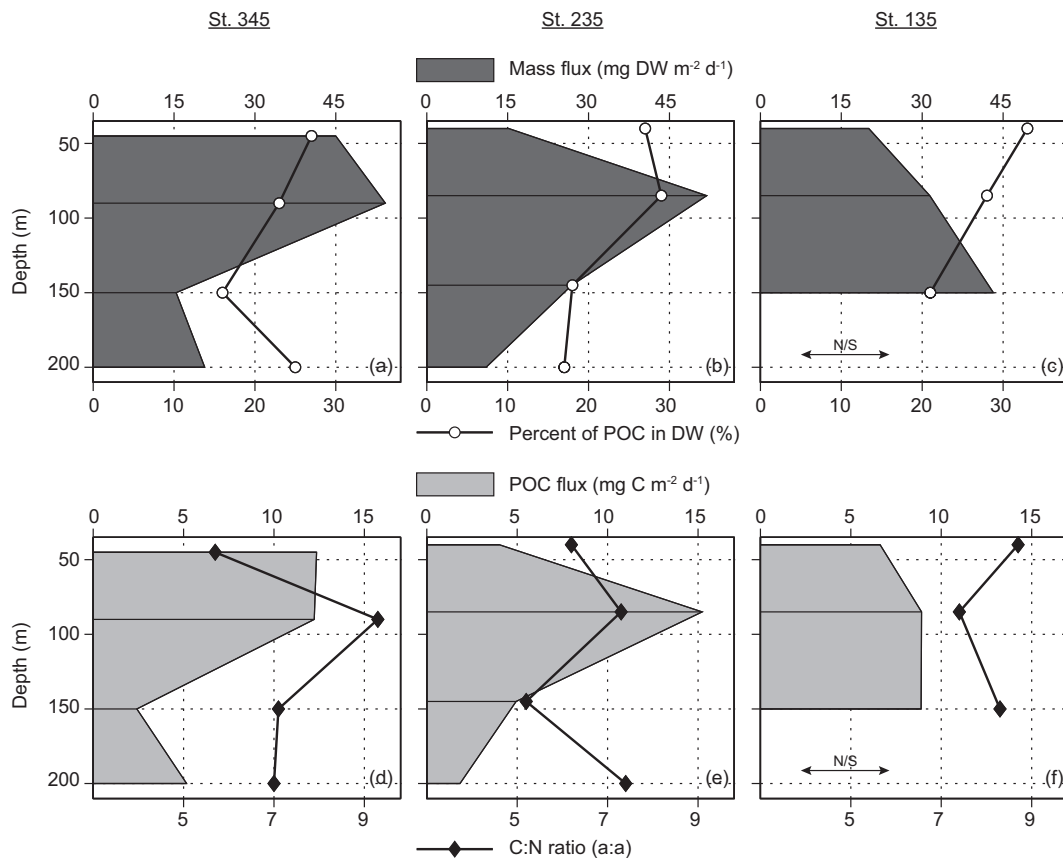 St. 345 St. 235 St. 135
Mass flux (mg DW m-2 d-1)
0 15 30 45 0 15 30 45 0 15 30 45
50
100
150
200
Depth (m)
(a) (b) N/S (c)
0 10 20 30 0 10 20 30 0 10 20 30
Percent of POC in DW (%)
POC flux (mg C m-2 d-1)
0 5 10 15 0 5 10 15 0 5 10 15
50
100
150
200
Depth (m)
(d) (e) N/S (f)
5 7 9 5 7 9 5 7 9
C:N ratio (a:a)